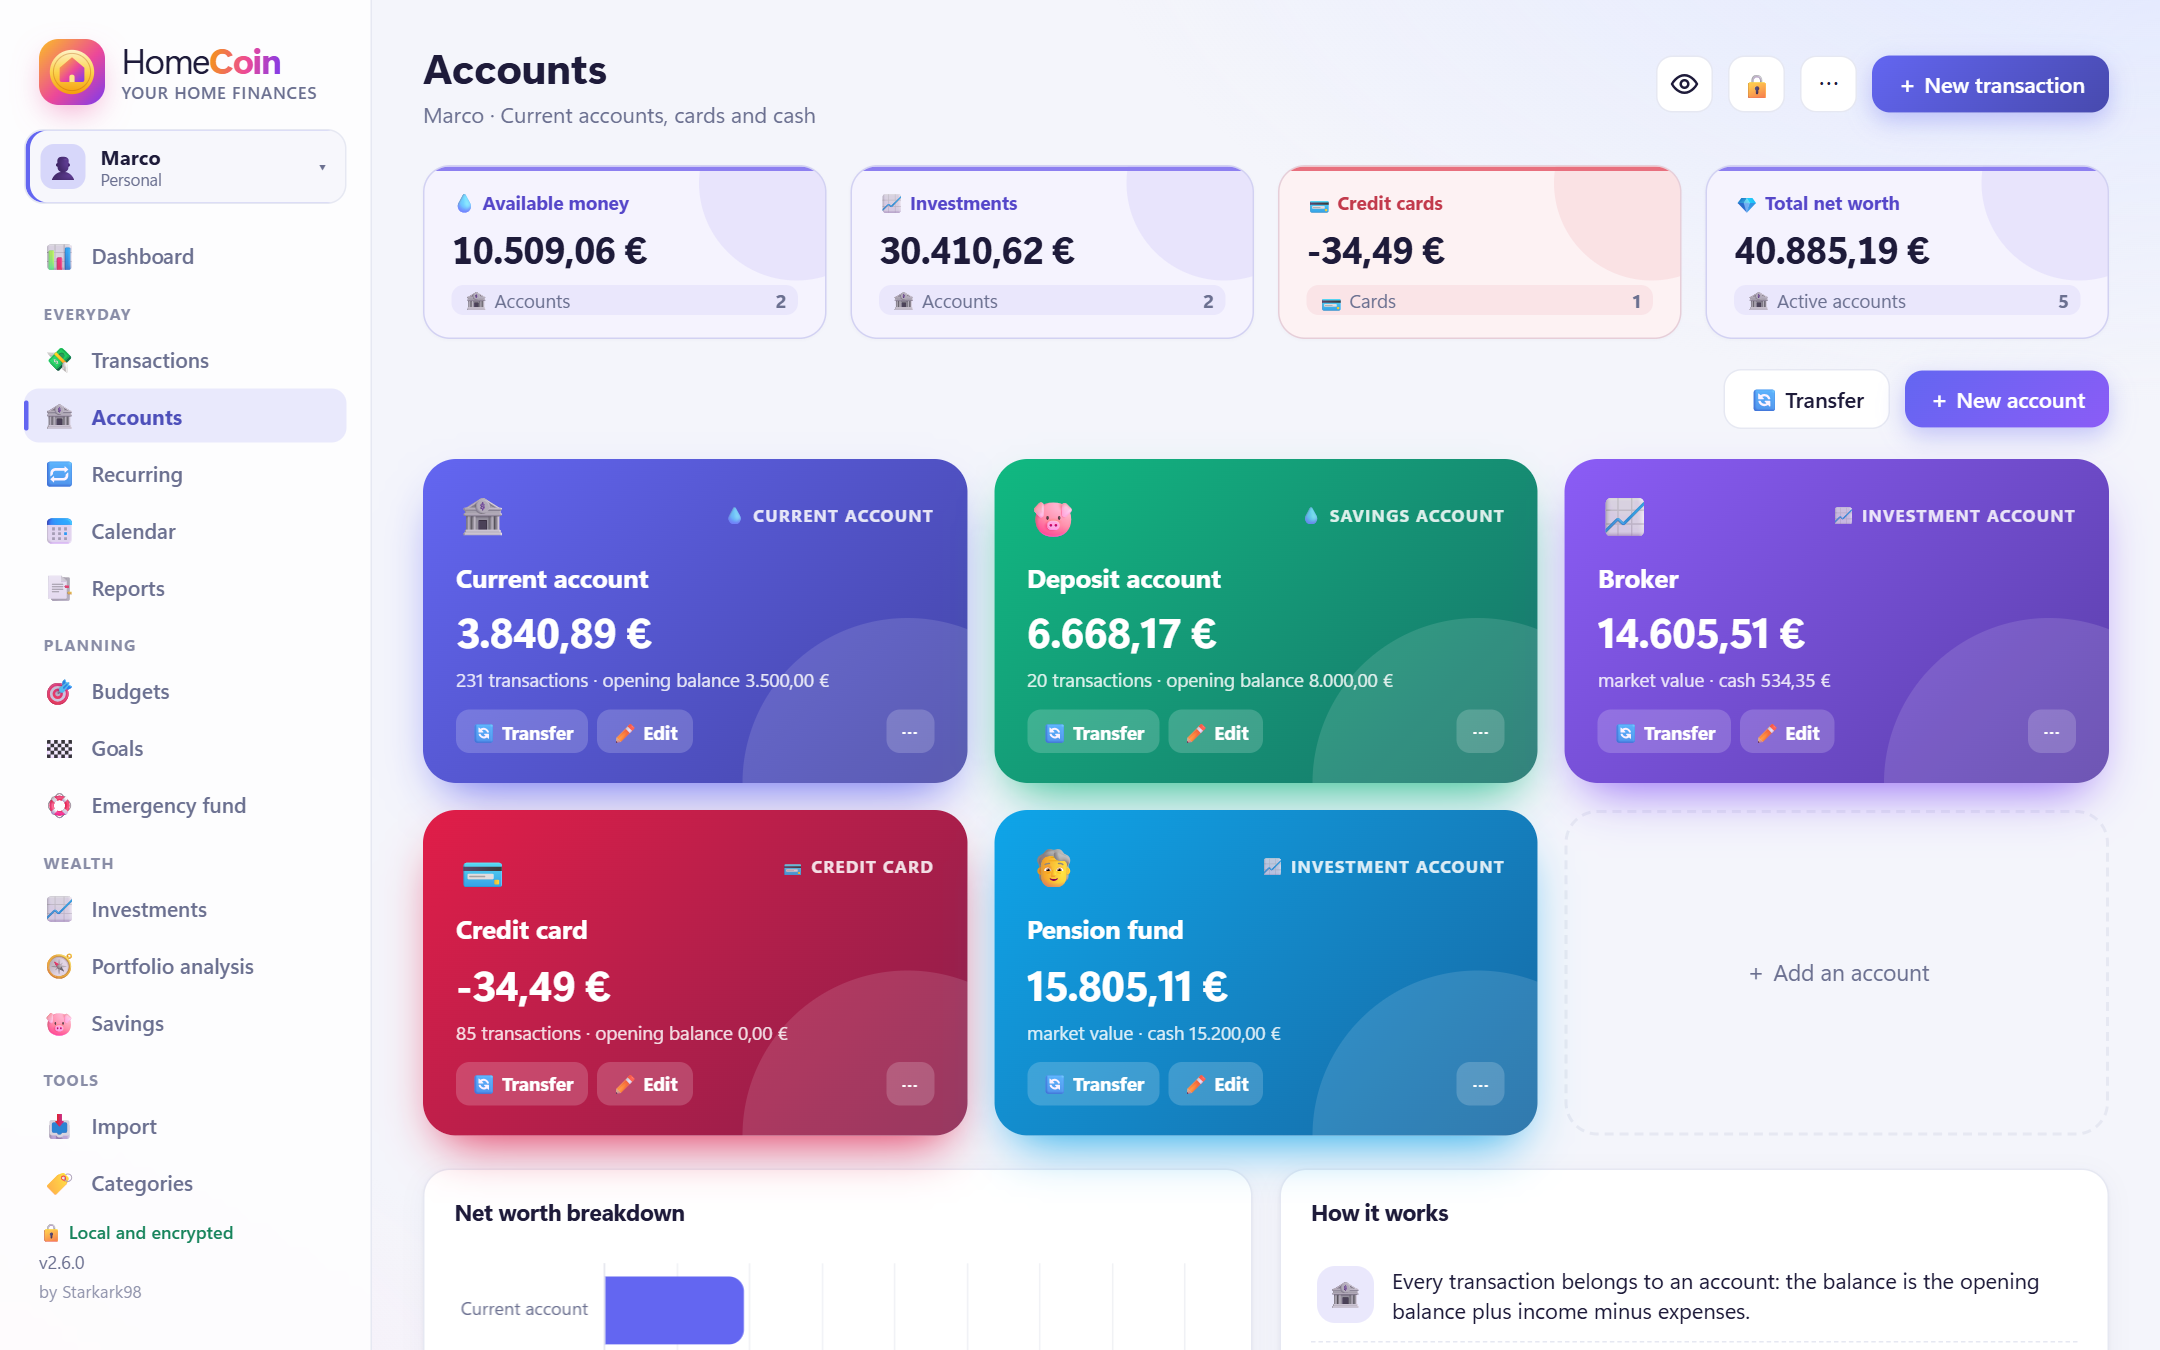 HomeCoin
YOUR HOME FINANCES
Marco
Personal
Dashboard
EVERYDAY
Transactions
Accounts
Recurring
Calendar
Reports
PLANNING
Budgets
Goals
Emergency fund
WEALTH
Investments
Portfolio analysis
Savings
TOOLS
Import
Categories
Local and encrypted
v2.6.0
by Starkark98
Accounts
Marco · Current accounts, cards and cash
+ New transaction
Available money
10.509,06 €
Accounts 2
Investments
30.410,62 €
Accounts 2
Credit cards
-34,49 €
Cards 1
Total net worth
40.885,19 €
Active accounts 5
Transfer
+ New account
CURRENT ACCOUNT
Current account
3.840,89 €
231 transactions · opening balance 3.500,00 €
Transfer Edit ...
SAVINGS ACCOUNT
Deposit account
6.668,17 €
20 transactions · opening balance 8.000,00 €
Transfer Edit ...
INVESTMENT ACCOUNT
Broker
14.605,51 €
market value · cash 534,35 €
Transfer Edit ...
CREDIT CARD
Credit card
-34,49 €
85 transactions · opening balance 0,00 €
Transfer Edit ...
INVESTMENT ACCOUNT
Pension fund
15.805,11 €
market value · cash 15.200,00 €
Transfer Edit ...
+ Add an account
Net worth breakdown
Current account
How it works
Every transaction belongs to an account: the balance is the opening
balance plus income minus expenses.